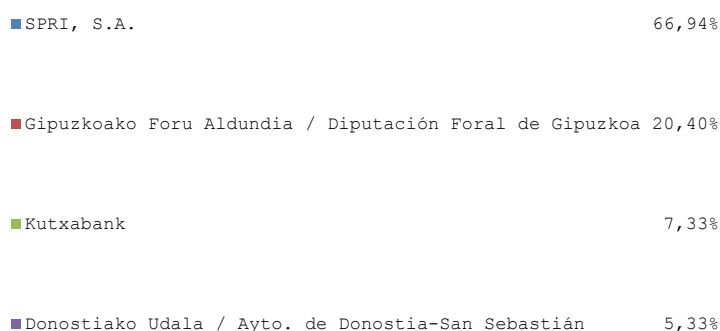 SPRI, S.A. 66,94%
Gipuzkoako Foru Aldundia / Diputación Foral de Gipuzkoa 20,40%
Kutxabank 7,33%
Donostiako Udala / Ayto. de Donostia-San Sebastián 5,33%